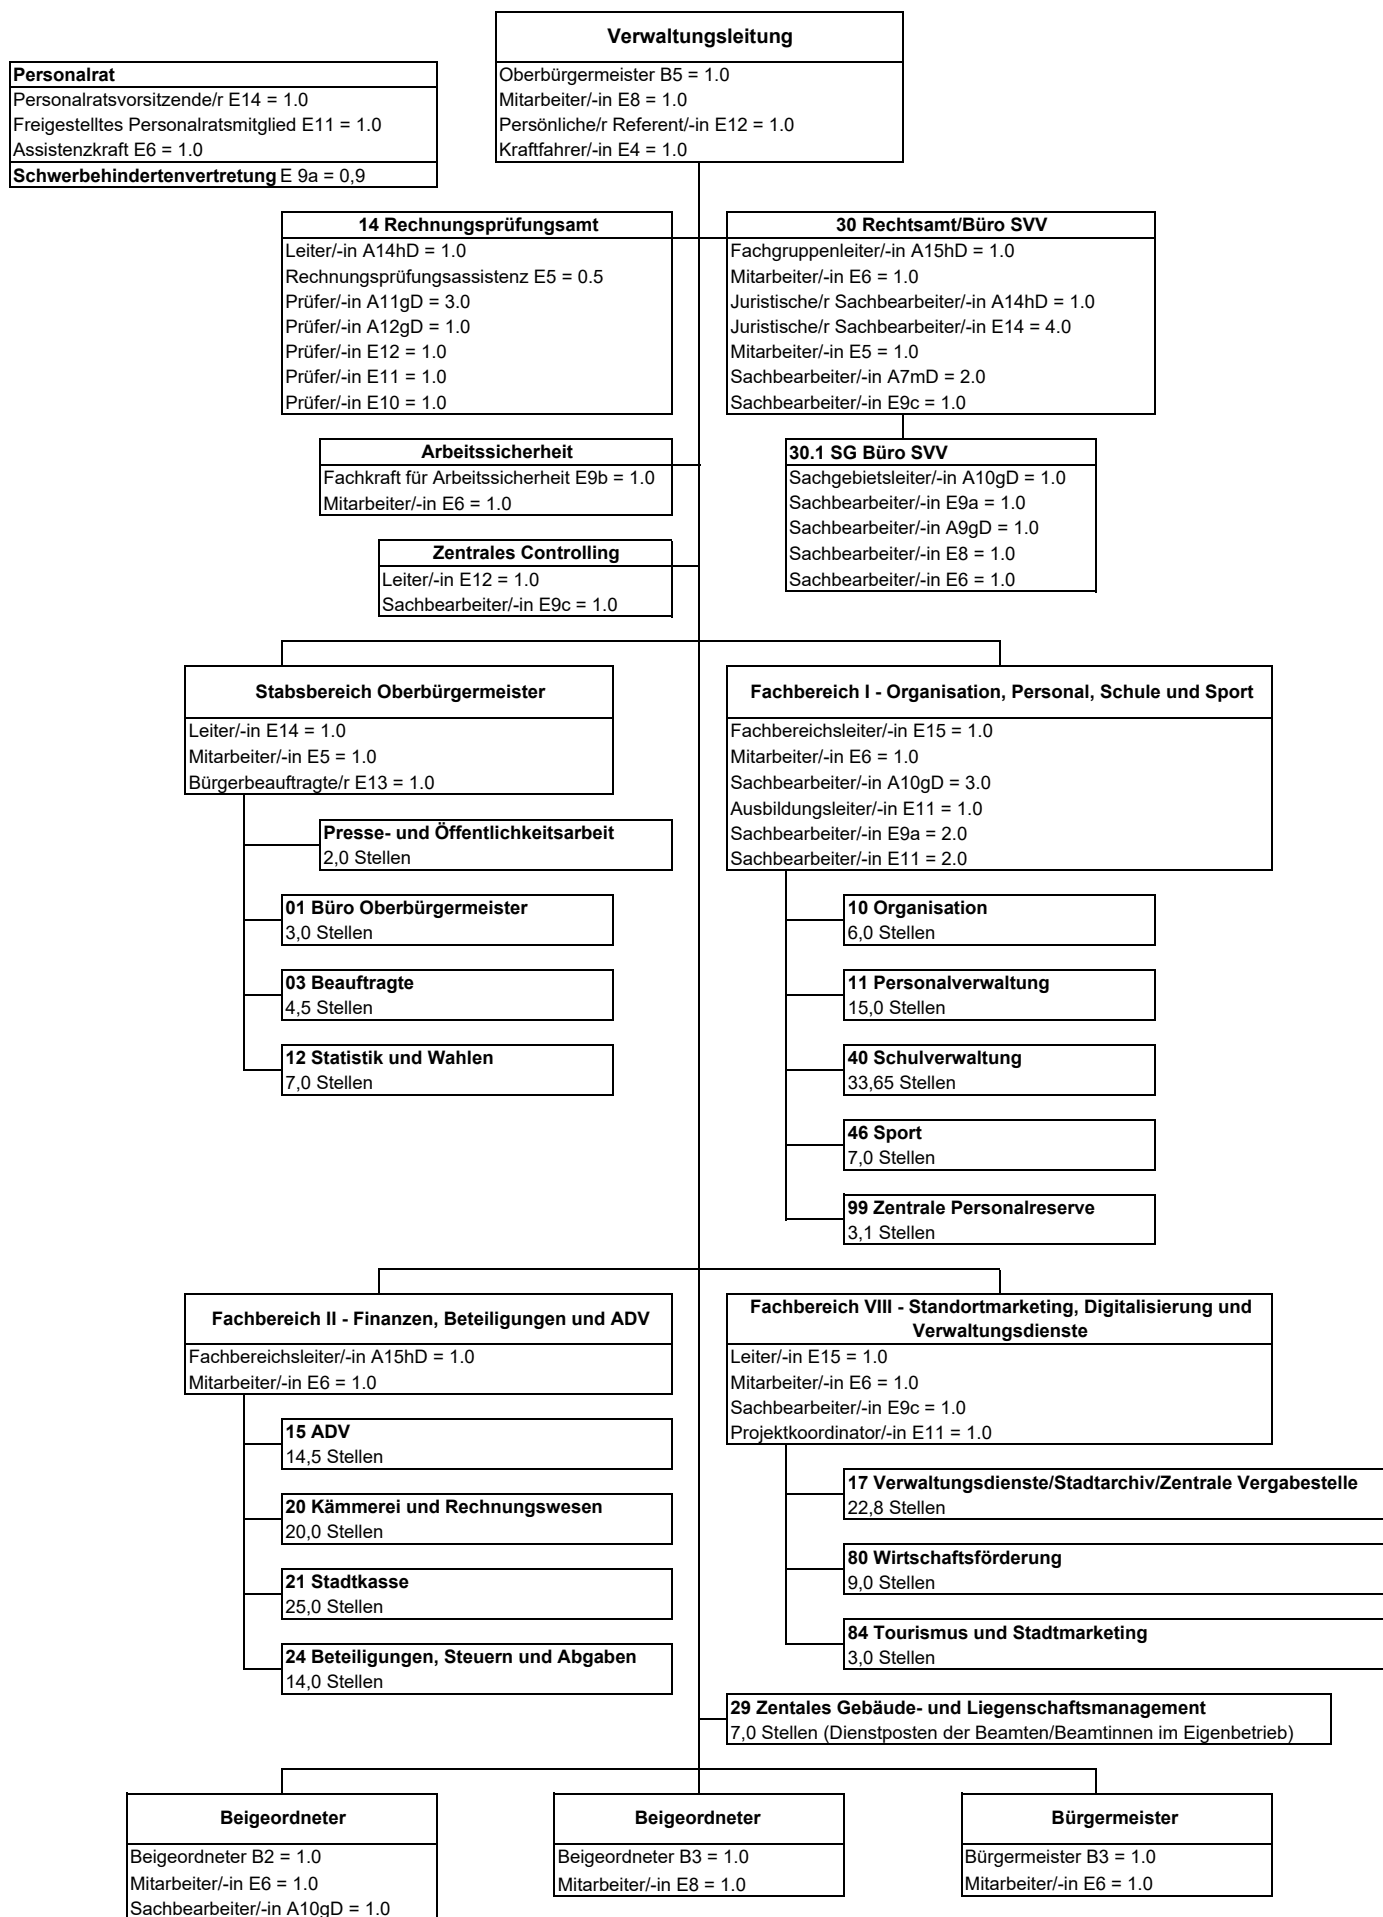 Verwaltungsleitung
Oberbürgermeister B5 = 1.0
Mitarbeiter/-in E8 = 1.0
Persönliche/r Referent/-in E12 = 1.0
Kraftfahrer/-in E4 = 1.0
Personalrat
Personalratsvorsitzende/r E14 = 1.0
Freigestelltes Personalratsmitglied E11 = 1.0
Assistenzkraft E6 = 1.0
Schwerbehindertenvertretung E 9a = 0,9
14 Rechnungsprüfungsamt
Leiter/-in A14hD = 1.0
Rechnungsprüfungsassistenz E5 = 0.5
Prüfer/-in A11gD = 3.0
Prüfer/-in A12gD = 1.0
Prüfer/-in E12 = 1.0
Prüfer/-in E11 = 1.0
Prüfer/-in E10 = 1.0
30 Rechtsamt/Büro SVV
Fachgruppenleiter/-in A15hD = 1.0
Mitarbeiter/-in E6 = 1.0
Juristische/r Sachbearbeiter/-in A14hD = 1.0
Juristische/r Sachbearbeiter/-in E14 = 4.0
Mitarbeiter/-in E5 = 1.0
Sachbearbeiter/-in A7mD = 2.0
Sachbearbeiter/-in E9c = 1.0
Arbeitssicherheit
Fachkraft für Arbeitssicherheit E9b = 1.0
Mitarbeiter/-in E6 = 1.0
30.1 SG Büro SVV
Sachgebietsleiter/-in A10gD = 1.0
Sachbearbeiter/-in E9a = 1.0
Sachbearbeiter/-in A9gD = 1.0
Sachbearbeiter/-in E8 = 1.0
Sachbearbeiter/-in E6 = 1.0
Zentrales Controlling
Leiter/-in E12 = 1.0
Sachbearbeiter/-in E9c = 1.0
Stabsbereich Oberbürgermeister
Leiter/-in E14 = 1.0
Mitarbeiter/-in E5 = 1.0
Bürgerbeauftragte/r E13 = 1.0
Presse- und Öffentlichkeitsarbeit
2,0 Stellen
01 Büro Oberbürgermeister
3,0 Stellen
03 Beauftragte
4,5 Stellen
12 Statistik und Wahlen
7,0 Stellen
Fachbereich I - Organisation, Personal, Schule und Sport
Fachbereichsleiter/-in E15 = 1.0
Mitarbeiter/-in E6 = 1.0
Sachbearbeiter/-in A10gD = 3.0
Ausbildungsleiter/-in E11 = 1.0
Sachbearbeiter/-in E9a = 2.0
Sachbearbeiter/-in E11 = 2.0
10 Organisation
6,0 Stellen
11 Personalverwaltung
15,0 Stellen
40 Schulverwaltung
33,65 Stellen
46 Sport
7,0 Stellen
99 Zentrale Personalreserve
3,1 Stellen
Fachbereich II - Finanzen, Beteiligungen und ADV
Fachbereichsleiter/-in A15hD = 1.0
Mitarbeiter/-in E6 = 1.0
15 ADV
14,5 Stellen
20 Kämmerei und Rechnungswesen
20,0 Stellen
21 Stadtkasse
25,0 Stellen
24 Beteiligungen, Steuern und Abgaben
14,0 Stellen
Fachbereich VIII - Standortmarketing, Digitalisierung und
Verwaltungsdienste
Leiter/-in E15 = 1.0
Mitarbeiter/-in E6 = 1.0
Sachbearbeiter/-in E9c = 1.0
Projektkoordinator/-in E11 = 1.0
17 Verwaltungsdienste/Stadtarchiv/Zentrale Vergabestelle
22,8 Stellen
80 Wirtschaftsförderung
9,0 Stellen
84 Tourismus und Stadtmarketing
3,0 Stellen
29 Zentales Gebäude- und Liegenschaftsmanagement
7,0 Stellen (Dienstposten der Beamten/Beamtinnen im Eigenbetrieb)
Beigeordneter
Beigeordneter B2 = 1.0
Mitarbeiter/-in E6 = 1.0
Sachbearbeiter/-in A10gD = 1.0
Beigeordneter
Beigeordneter B3 = 1.0
Mitarbeiter/-in E8 = 1.0
Bürgermeister
Bürgermeister B3 = 1.0
Mitarbeiter/-in E6 = 1.0